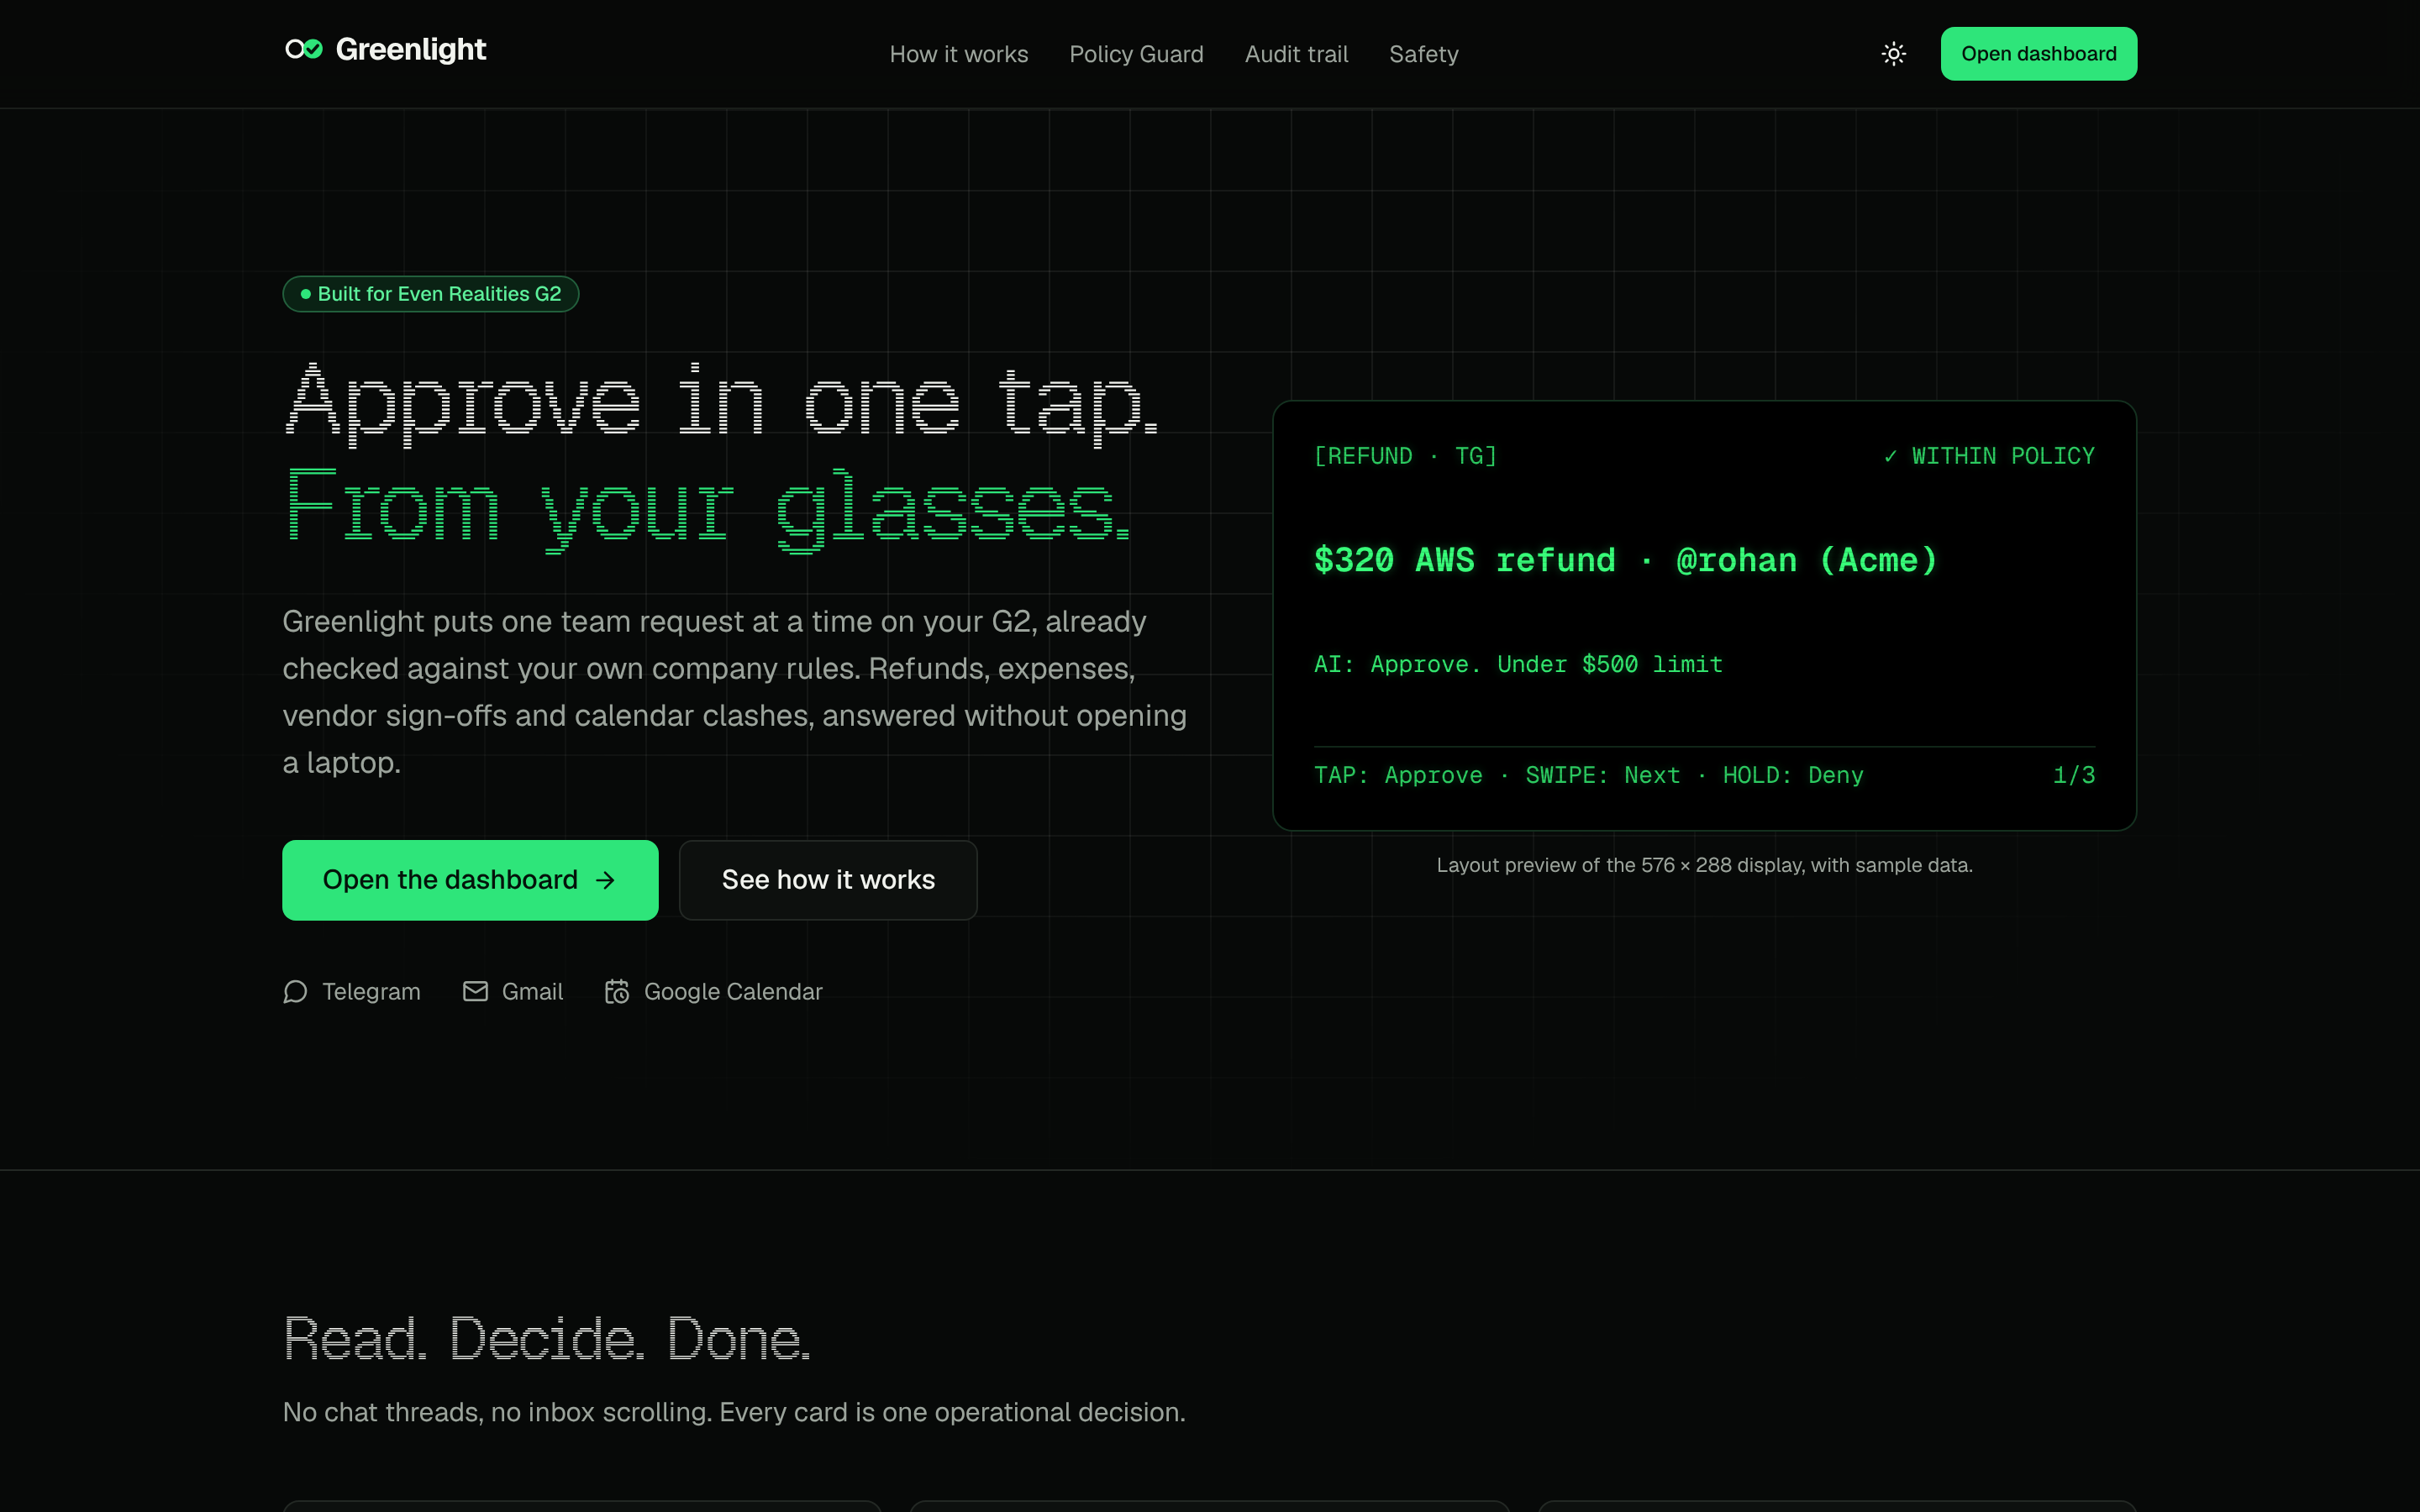 Greenlight
How it works
Policy Guard
Audit trail
Safety
Open dashboard
Built for Even Realities G2
Approve in one tap.
From your glasses.
Greenlight puts one team request at a time on your G2, already
checked against your own company rules. Refunds, expenses,
vendor sign-offs and calendar clashes, answered without opening
a laptop.
Open the dashboard →
See how it works
Telegram
Gmail
Google Calendar
[REFUND · TG]
✓ WITHIN POLICY
$320 AWS refund · @rohan (Acme)
AI: Approve. Under $500 limit
TAP: Approve · SWIPE: Next · HOLD: Deny
1/3
Layout preview of the 576 × 288 display, with sample data.
Read. Decide. Done.
No chat threads, no inbox scrolling. Every card is one operational decision.